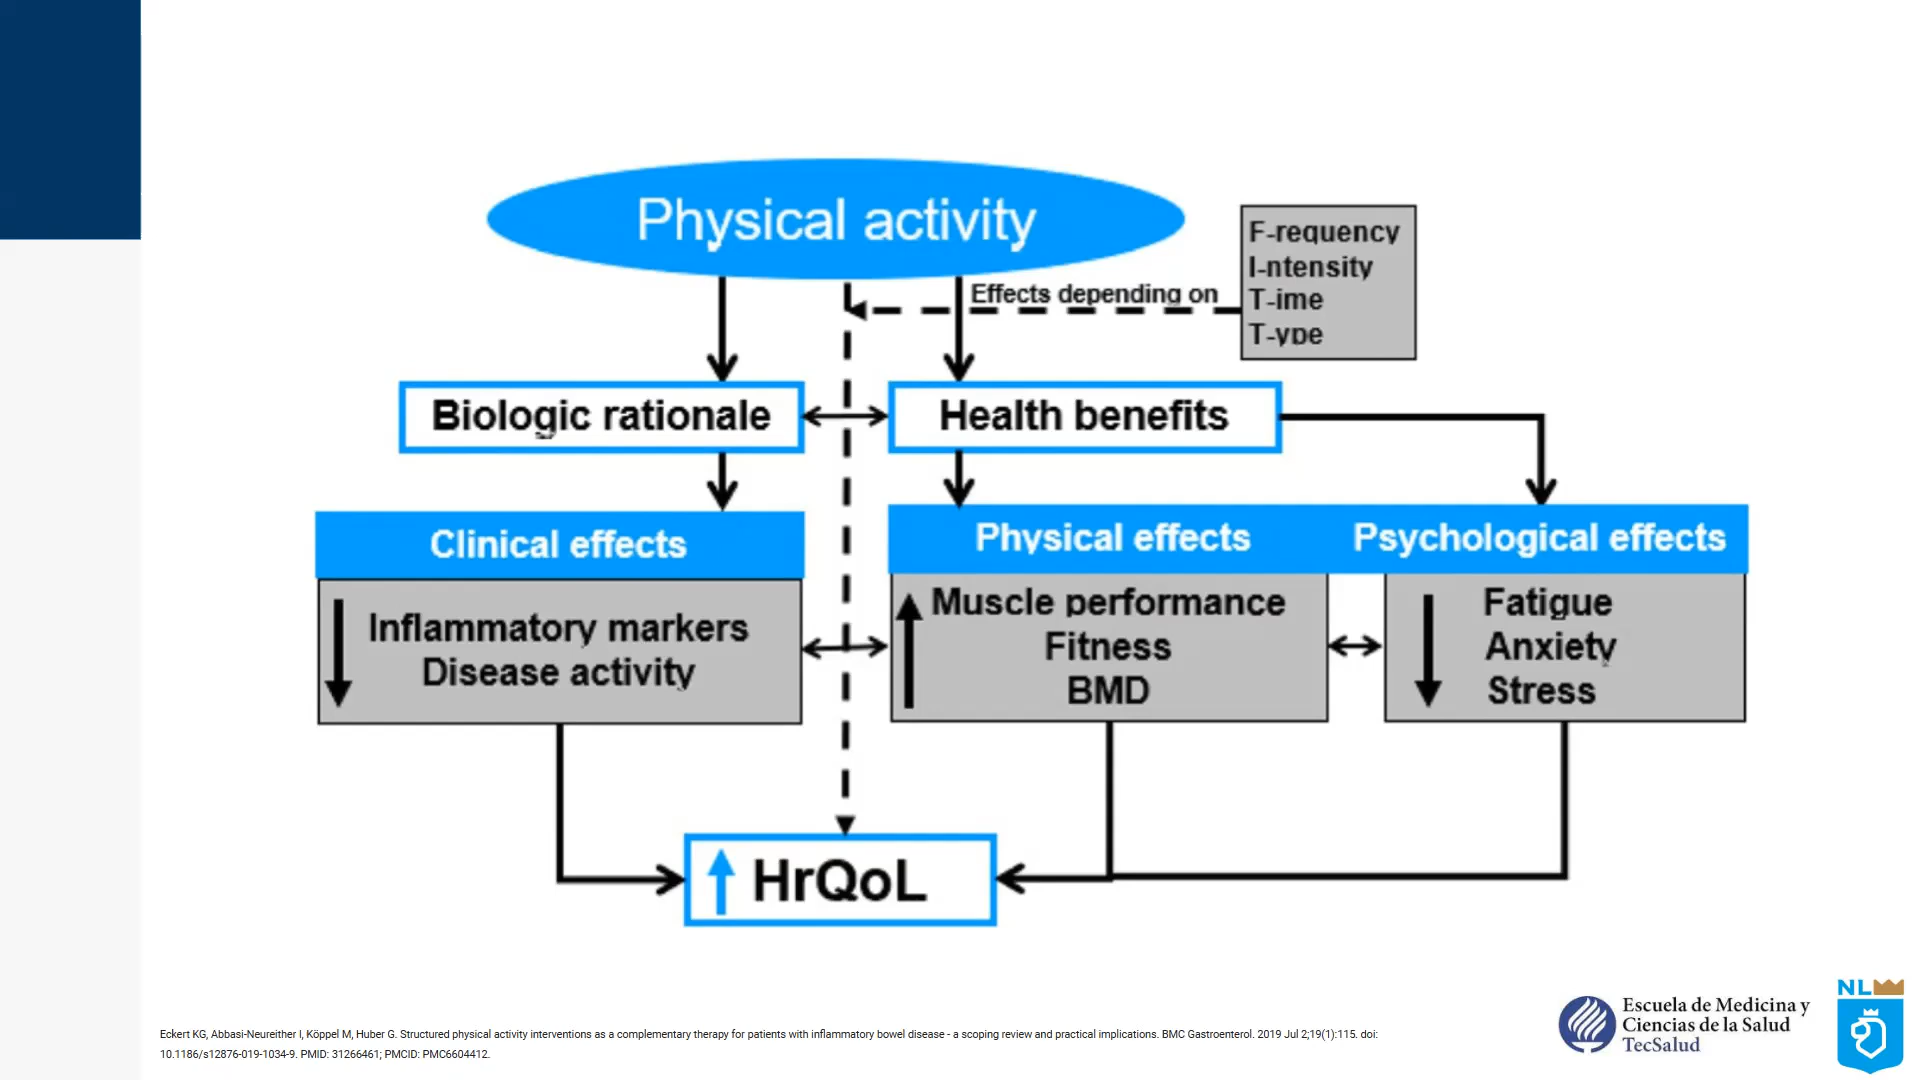 Physical activity
F-requency
I-ntensity
T-ime
T-ype
Effects depending on
Biologic rationale
Health benefits
Clinical effects
Physical effects
Psychological effects
Inflammatory markers
Disease activity
Muscle performance
Fitness
BMD
Fatigue
Anxiety
Stress
HrQoL
Eckert KG, Abbasi-Neureither I, Köppel M, Huber G. Structured physical activity interventions as a complementary therapy for patients with inflammatory bowel disease - a scoping review and practical implications. BMC Gastroenterol. 2019 Jul 2;19(1):115. doi:
10.1186/s12876-019-1034-9. PMID: 31266461; PMCID: PMC6604412.
Escuela de Medicina y
Ciencias de la Salud
TecSalud
NL